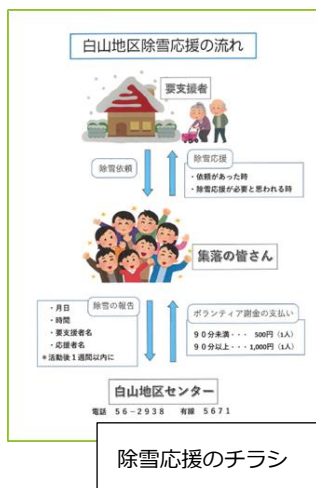 白山地区除雪応援の流れ
要支援者
除雪依頼
除雪応援
・依頼があった時
・除雪応援が必要と思われる時
集落の皆さん
除雪の報告
・月日
・時間
・要支援者名
・応援者名
*活動後1週間以内に
ボランティア謝金の支払い
90分未満・・・ 500円(1人)
90分以上・・・1,000円(1人)
白山地区センター
電話 56-2938 有線 5671
除雪応援のチラシ